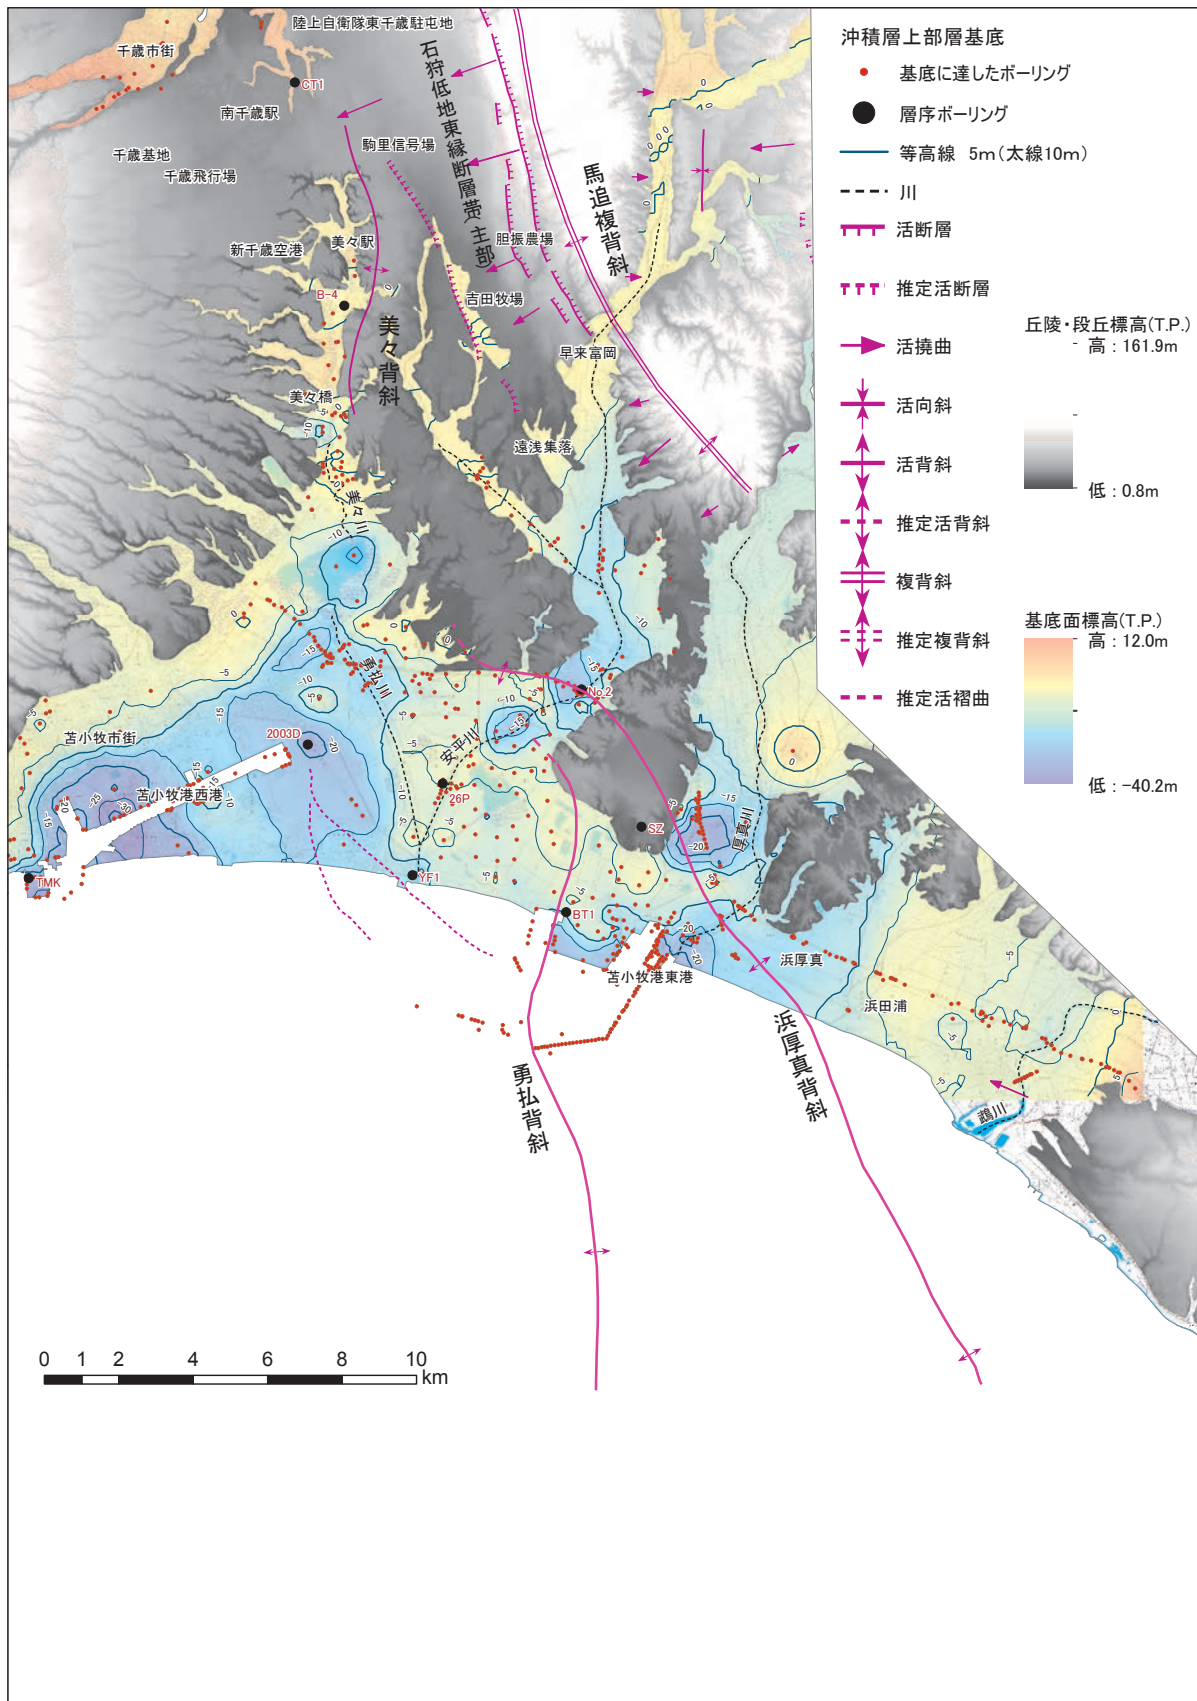 沖積層上部層基底
基底に達したボーリング
層序ボーリング
等高線 5m(太線10m)
川
活断層
推定活断層
活撓曲
活向斜
活背斜
推定活背斜
複背斜
推定複背斜
推定活褶曲
丘陵・段丘標高(T.P.)
高 : 161.9m
低 : 0.8m
基底面標高(T.P.)
高 : 12.0m
低 : -40.2m
陸上自衛隊東千歳駐屯地
千歳市街
CT1
南千歳駅
石狩低地東縁断層帯(主部)
駒里信号場
千歳基地
千歳飛行場
馬追複背斜
美々駅
新千歳空港
胆振農場
B-4
吉田牧場
美々背斜
早来富岡
美々橋
遠浅集落
美々川
勇払川
No.2
苫小牧市街
2003D
安平川
苫小牧港西港
26P
SZ
厚真川
TMK
YF1
BT1
苫小牧港東港
浜厚真
浜田浦
勇払背斜
浜厚真背斜
鵡川
0 1 2 4 6 8 10
km